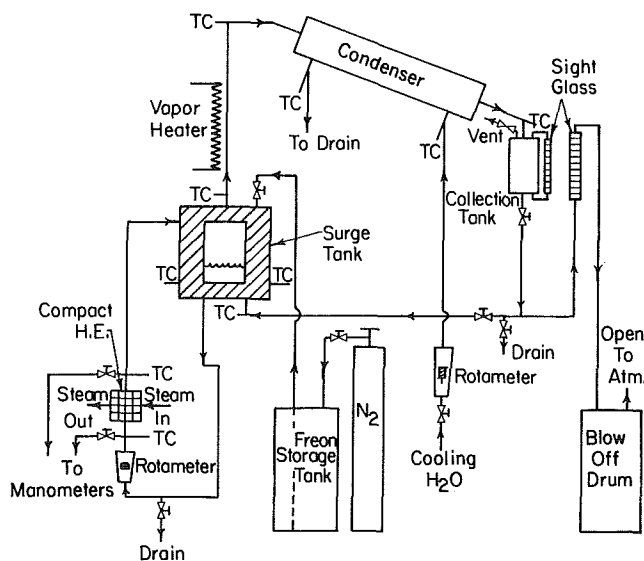 TC
Condenser
Sight
Glass
Vapor
Heater
TC
To Drain
TC
TC
Vent
TC
Collection
Tank
Surge
Tank
TC
TC
TC
Compact
H.E.
TC
Drain
Open
To
Atm.
Steam
Steam
Out
In
TC
Rotameter
N2
Freon
Storage
Tank
Blow
Off
Drum
To
Manometers
Rotameter
Cooling
H2O
Drain